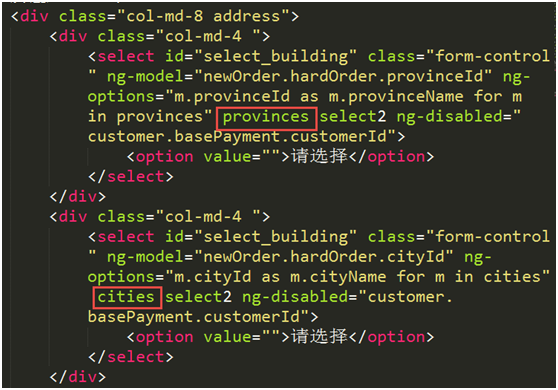 <div class="col-md-8 address">
<div class="col-md-4 ">
<select id="select_building" class="form-control
" ng-model="newOrder.hardOrder.provinceId" ng-
options="m.provinceId as m.provinceName for m
in provinces" provinces select2 ng-disabled="
customer.basePayment.customerId">
<option value="">请选择</option>
</select>
</div>
<div class="col-md-4 ">
<select id="select_building" class="form-control
" ng-model="newOrder.hardOrder.cityId" ng-
options="m.cityId as m.cityName for m in cities"
cities select2 ng-disabled="customer.
basePayment.customerId">
<option value="">请选择</option>
</select>
</div>